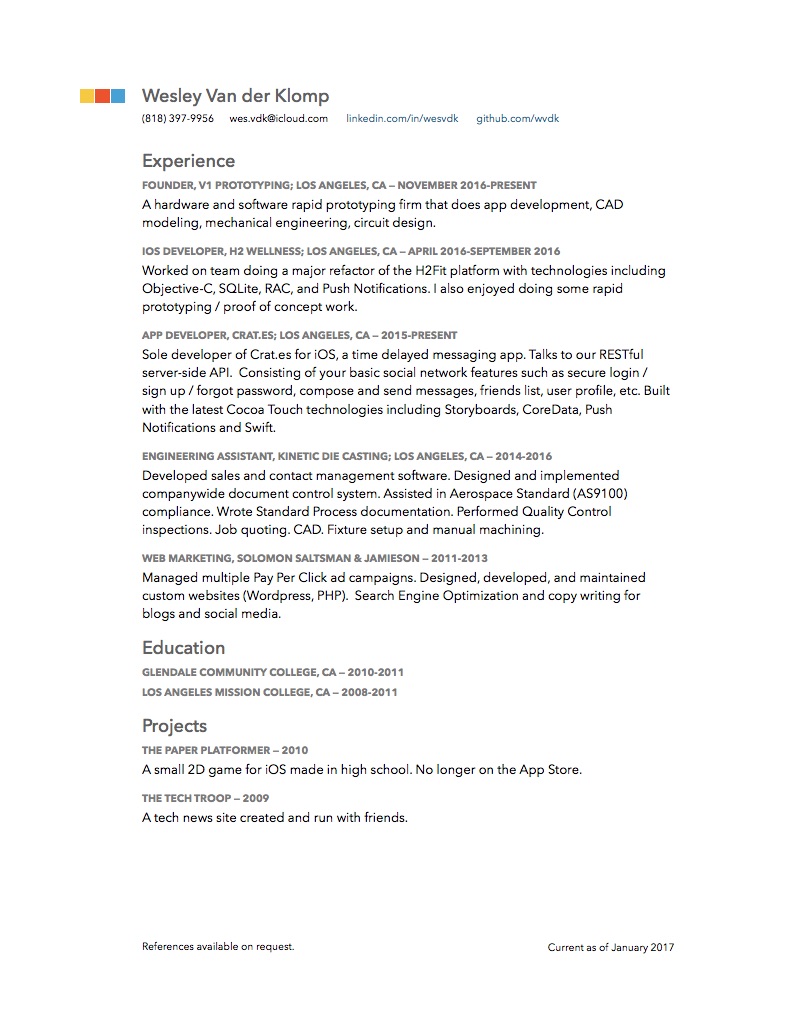 Wesley Van der Klomp
(818) 397-9956 wes.vdk@icloud.com linkedin.com/in/wesvdk github.com/wvdk
Experience
FOUNDER, V1 PROTOTYPING; LOS ANGELES, CA – NOVEMBER 2016-PRESENT
A hardware and software rapid prototyping firm that does app development, CAD
modeling, mechanical engineering, circuit design.
IOS DEVELOPER, H2 WELLNESS; LOS ANGELES, CA – APRIL 2016-SEPTEMBER 2016
Worked on team doing a major refactor of the H2Fit platform with technologies including
Objective-C, SQLite, RAC, and Push Notifications. I also enjoyed doing some rapid
prototyping / proof of concept work.
APP DEVELOPER, CRAT.ES; LOS ANGELES, CA – 2015-PRESENT
Sole developer of Crat.es for iOS, a time delayed messaging app. Talks to our RESTful
server-side API.  Consisting of your basic social network features such as secure login /
sign up / forgot password, compose and send messages, friends list, user profile, etc. Built
with the latest Cocoa Touch technologies including Storyboards, CoreData, Push
Notifications and Swift.
ENGINEERING ASSISTANT, KINETIC DIE CASTING; LOS ANGELES, CA – 2014-2016
Developed sales and contact management software. Designed and implemented
companywide document control system. Assisted in Aerospace Standard (AS9100)
compliance. Wrote Standard Process documentation. Performed Quality Control
inspections. Job quoting. CAD. Fixture setup and manual machining.
WEB MARKETING, SOLOMON SALTSMAN & JAMIESON – 2011-2013
Managed multiple Pay Per Click ad campaigns. Designed, developed, and maintained
custom websites (Wordpress, PHP).  Search Engine Optimization and copy writing for
blogs and social media.
Education
GLENDALE COMMUNITY COLLEGE, CA – 2010-2011
LOS ANGELES MISSION COLLEGE, CA – 2008-2011
Projects
THE PAPER PLATFORMER – 2010
A small 2D game for iOS made in high school. No longer on the App Store.
THE TECH TROOP – 2009
A tech news site created and run with friends.
References available on request. Current as of January 2017